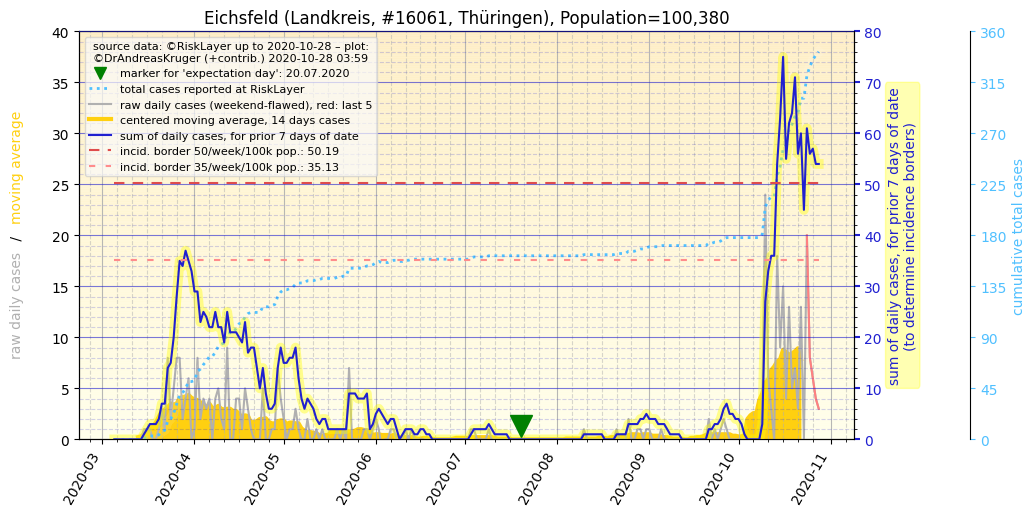 Eichsfeld (Landkreis, #16061, Thüringen), Population=100,380
source data: ©RiskLayer up to 2020-10-28 – plot:
©DrAndreasKruger (+contrib.) 2020-10-28 03:59
marker for 'expectation day': 20.07.2020
total cases reported at RiskLayer
raw daily cases (weekend-flawed), red: last 5
centered moving average, 14 days cases
sum of daily cases, for prior 7 days of date
incid. border 50/week/100k pop.: 50.19
incid. border 35/week/100k pop.: 35.13
raw daily cases / moving average
40
35
30
25
20
15
10
5
0
2020-03
2020-04
2020-05
2020-06
2020-07
2020-08
2020-09
2020-10
2020-11
80
70
60
50
40
30
20
10
0
sum of daily cases, for prior 7 days of date
(to determine incidence borders)
360
315
270
225
180
135
90
45
0
cumulative total cases